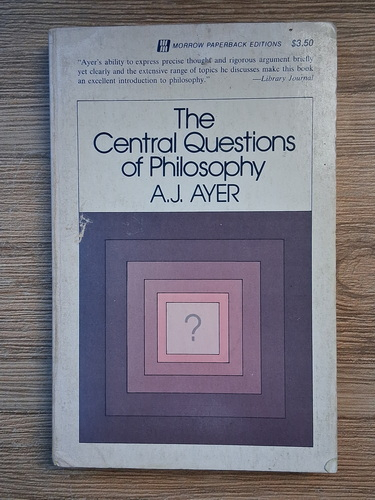 MORROW PAPERBACK EDITIONS $3.50
"Ayer's ability to express precise thought and rigorous argument briefly
yet clearly and the extensive range of topics he discusses make this book
an excellent introduction to philosophy." —Library Journal
The
Central Questions
of Philosophy
A.J. AYER
?